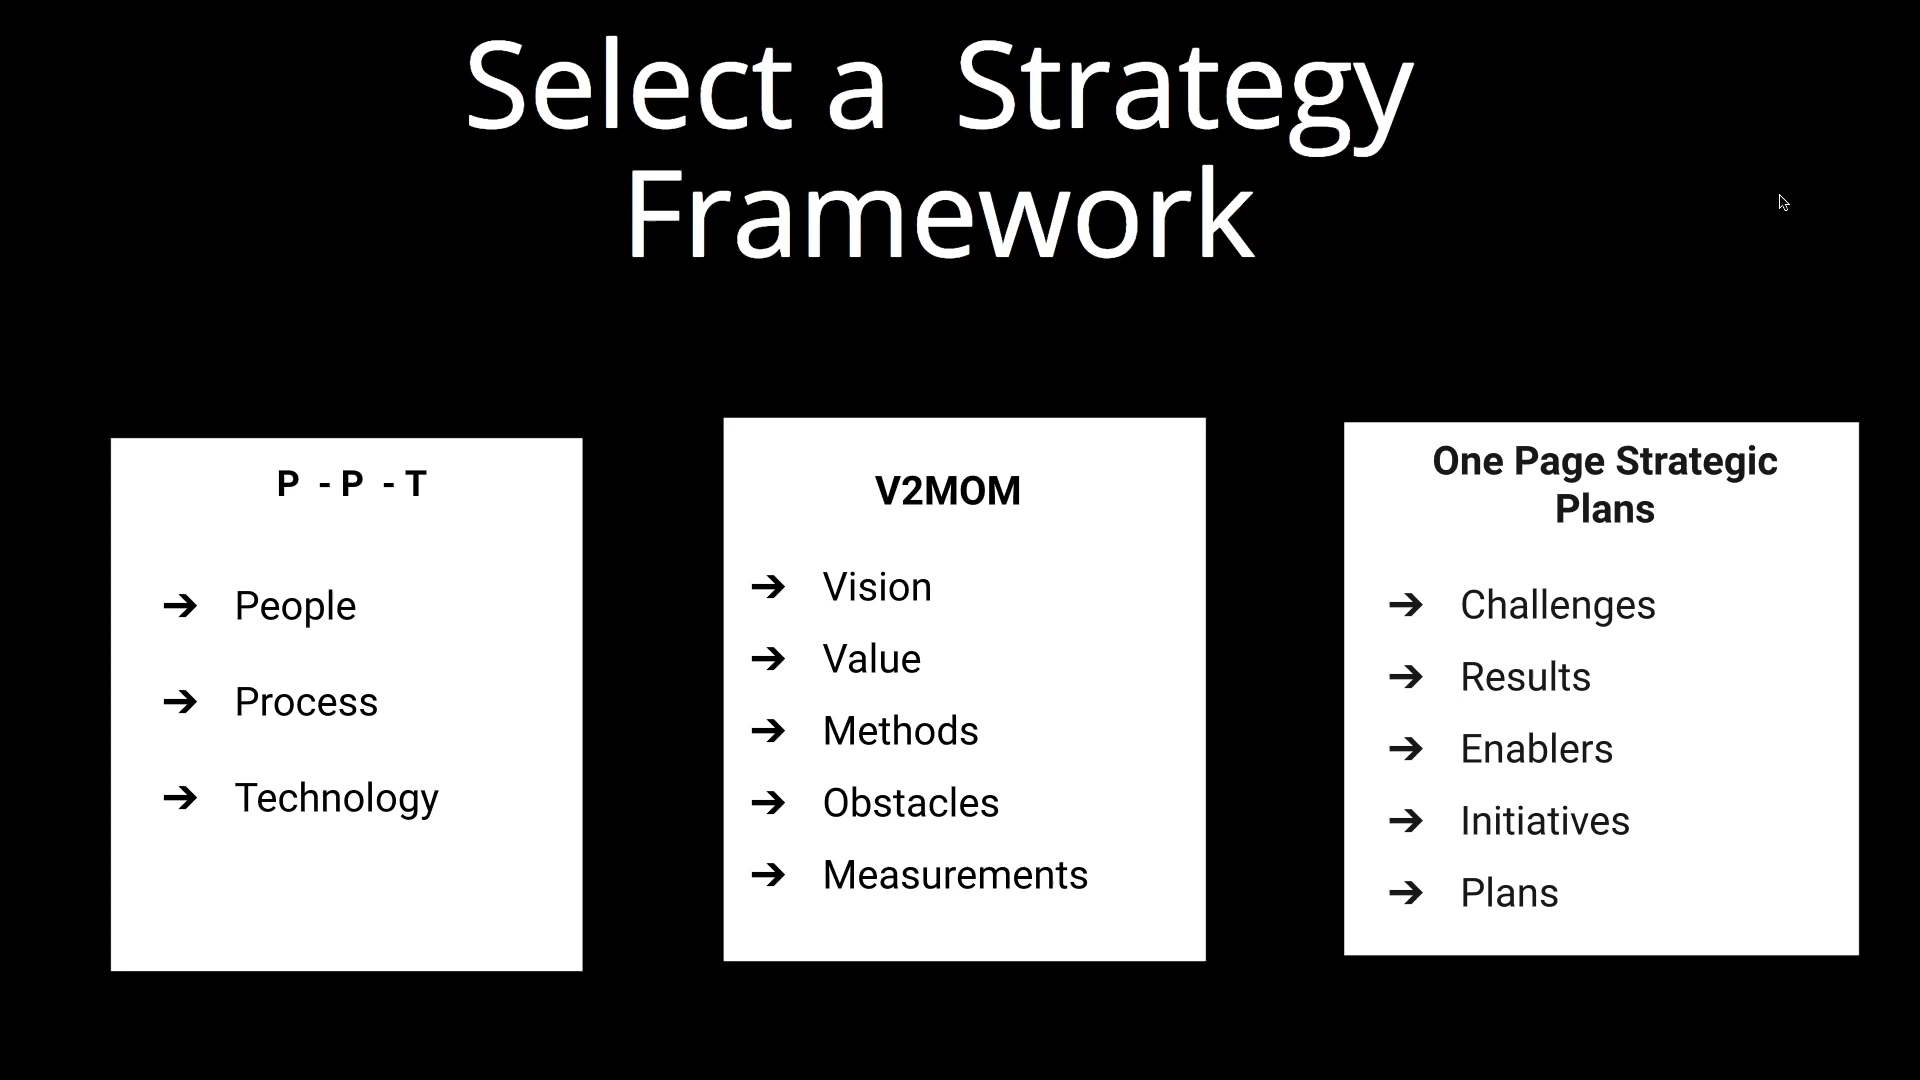 Select a  Strategy
Framework
P  - P  - T
➔ People
➔ Process
➔ Technology
V2MOM
➔ Vision
➔ Value
➔ Methods
➔ Obstacles
➔ Measurements
One Page Strategic
Plans
➔ Challenges
➔ Results
➔ Enablers
➔ Initiatives
➔ Plans